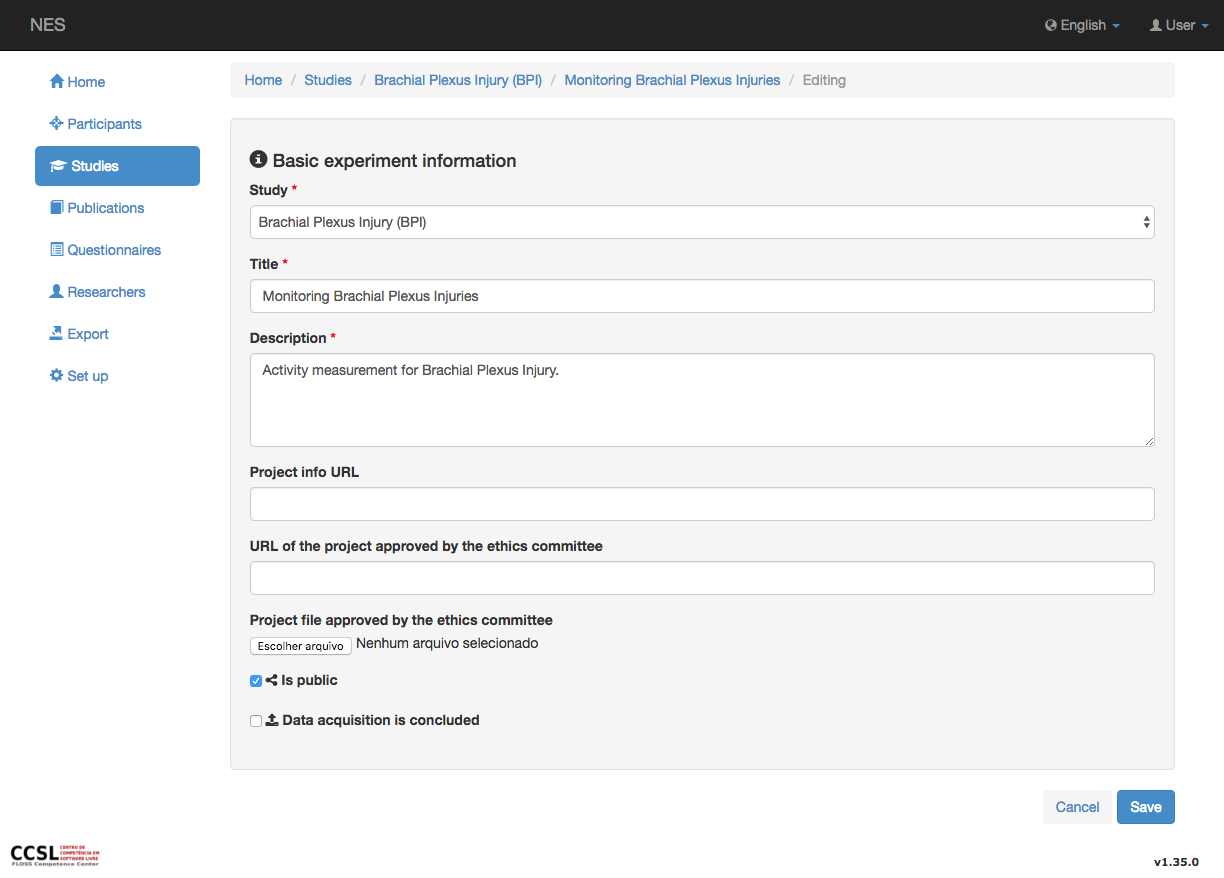 NES
English
User
Home
Participants
Studies
Publications
Questionnaires
Researchers
Export
Set up
Home / Studies / Brachial Plexus Injury (BPI) / Monitoring Brachial Plexus Injuries / Editing
Basic experiment information
Study *
Brachial Plexus Injury (BPI)
Title *
Monitoring Brachial Plexus Injuries
Description *
Activity measurement for Brachial Plexus Injury.
Project info URL
URL of the project approved by the ethics committee
Project file approved by the ethics committee
Escolher arquivo Nenhum arquivo selecionado
Is public
Data acquisition is concluded
Cancel
Save
CCSL
CENTRO DE
COMPETÊNCIA EM
SOFTWARE LIVRE
FLOSS Competence Center
v1.35.0